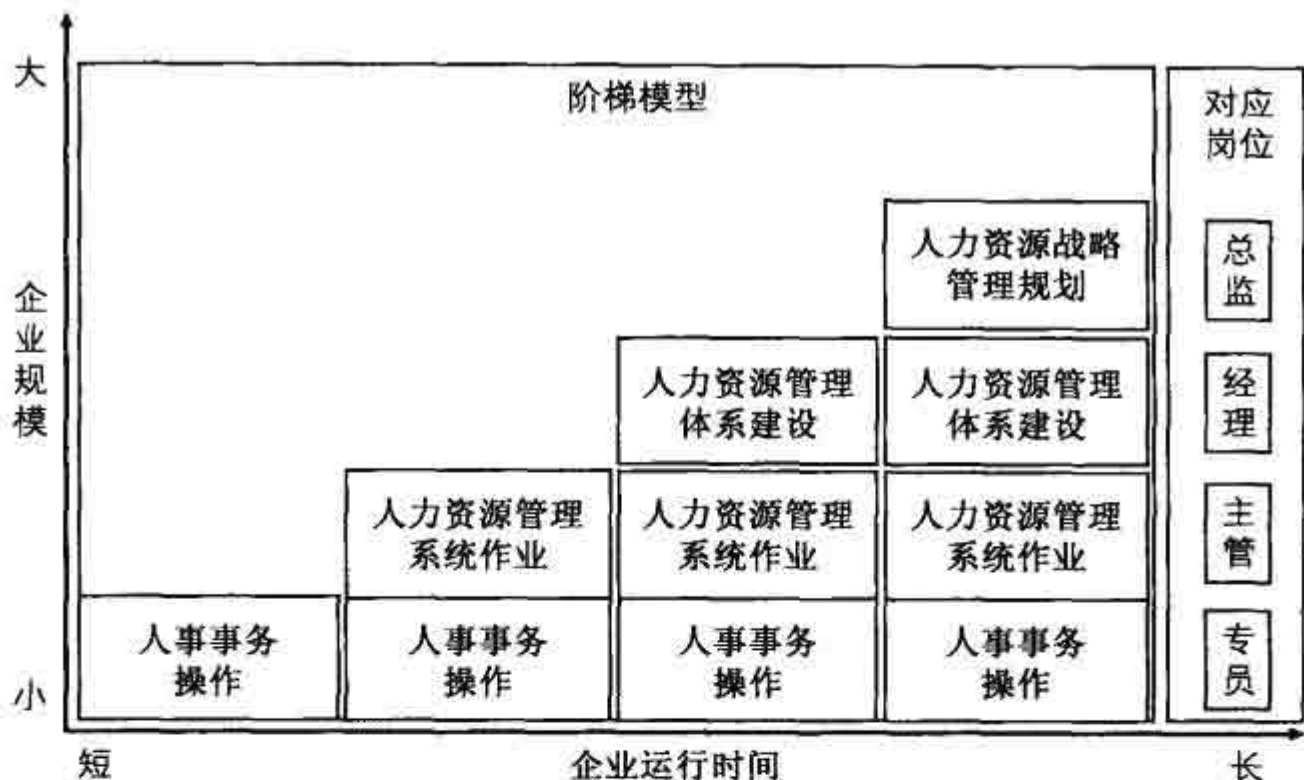 大
阶梯模型
对应
岗位
人力资源战略
管理规划
总监
企业规模
人力资源管理
体系建设
人力资源管理
体系建设
经理
人力资源管理
系统作业
人力资源管理
系统作业
人力资源管理
系统作业
主管
人事事务
操作
人事事务
操作
人事事务
操作
人事事务
操作
专员
小
短
企业运行时间
长